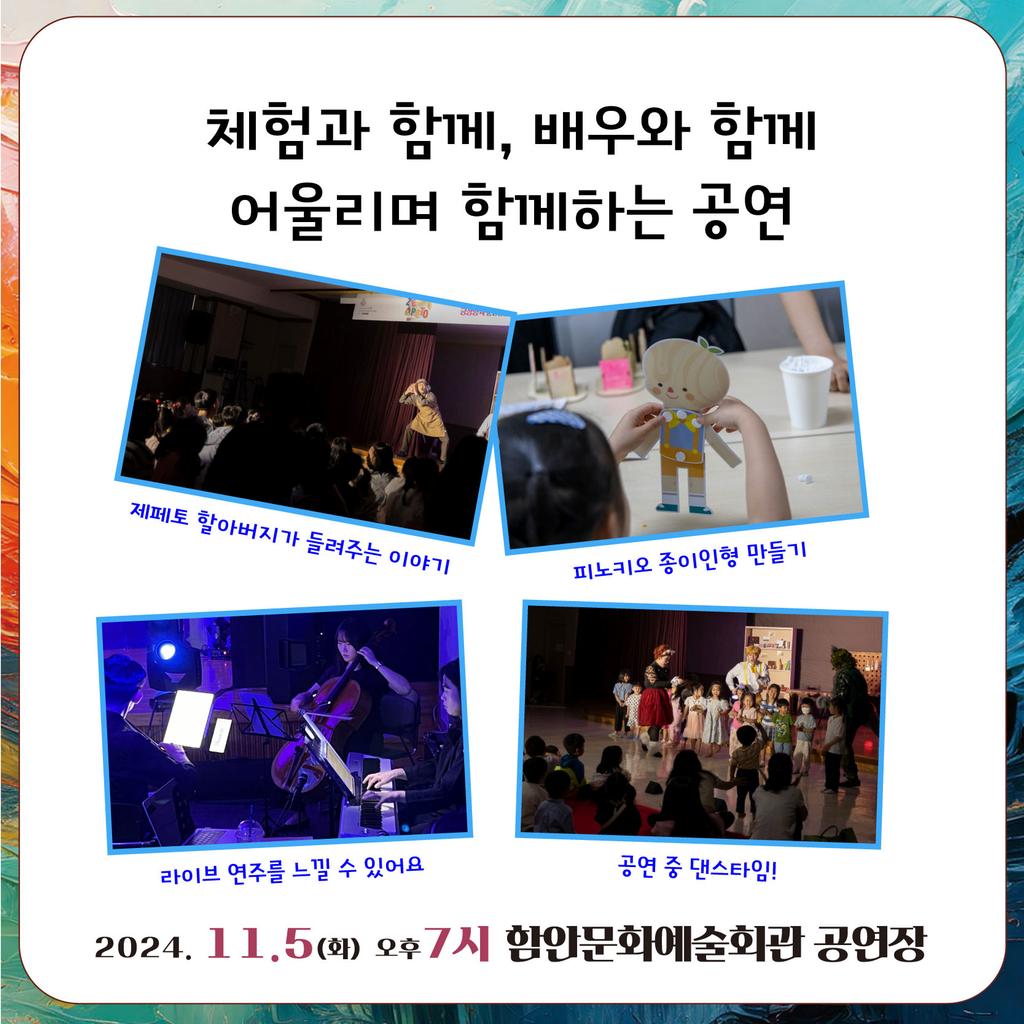 체험과 함께, 배우와 함께
어울리며 함께하는 공연
제페토 할아버지가 들려주는 이야기
피노키오 종이인형 만들기
라이브 연주를 느낄 수 있어요
공연 중 댄스타임!
2024. 11.5(화) 오후7시 함안문화예술회관 공연장